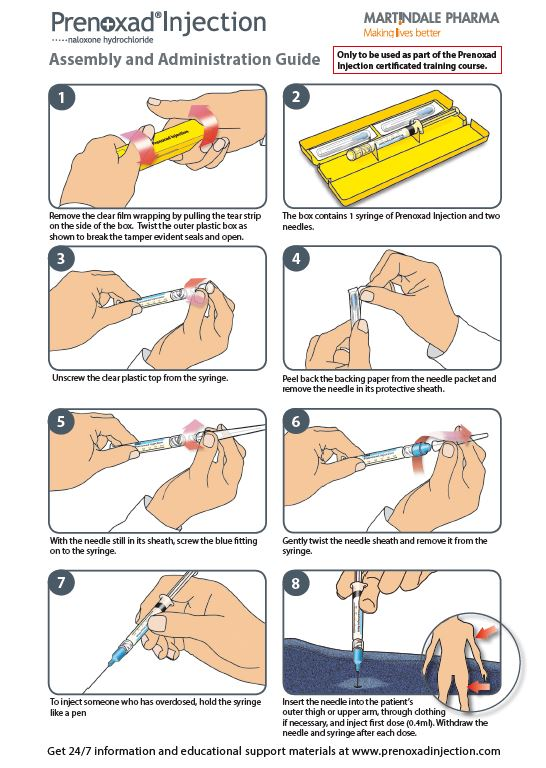 Prenoxad® Injection
naloxone hydrochloride
MARTINDALE PHARMA
Making lives better
Assembly and Administration Guide
Only to be used as part of the Prenoxad
Injection certificated training course.
1
Prenoxad Injection
Remove the clear film wrapping by pulling the tear strip
on the side of the box. Twist the outer plastic box as
shown to break the tamper evident seals and open.
2
The box contains 1 syringe of Prenoxad Injection and two
needles.
3
Unscrew the clear plastic top from the syringe.
4
Peel back the backing paper from the needle packet and
remove the needle in its protective sheath.
5
With the needle still in its sheath, screw the blue fitting
on to the syringe.
6
Gently twist the needle sheath and remove it from the
syringe.
7
To inject someone who has overdosed, hold the syringe
like a pen
8
Insert the needle into the patient's
outer thigh or upper arm, through clothing
if necessary, and inject first dose (0.4ml). Withdraw the
needle and syringe after each dose.
Get 24/7 information and educational support materials at www.prenoxadinjection.com